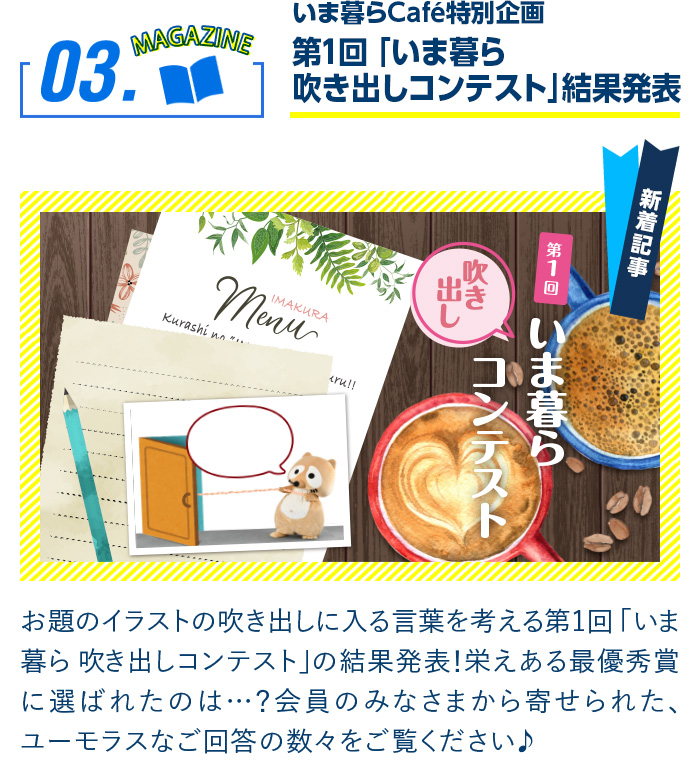 03.
MAGAZINE
いま暮らCafé特別企画
第1回「いま暮ら
吹き出しコンテスト」結果発表
新着記事
第1回
いま暮ら
吹き出し
コンテスト
IMAKURA
Menu
Kurashi no
uru!!
お題のイラストの吹き出しに入る言葉を考える第1回「いま
暮ら 吹き出しコンテスト」の結果発表!栄えある最優秀賞
に選ばれたのは…?会員のみなさまから寄せられた、
ユーモラスなご回答の数々をご覧ください♪